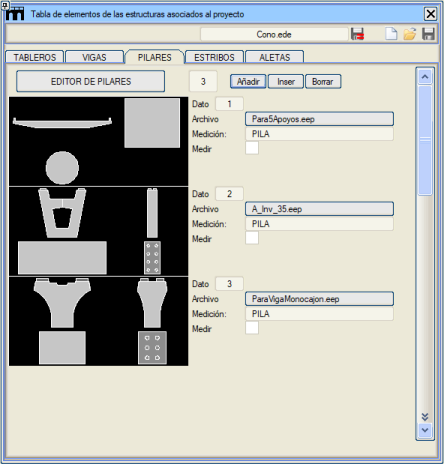 Tabla de elementos de las estructuras asociados al proyecto
Cono.ede
TABLEROS VIGAS PILARES ESTRIBOS ALETAS
EDITOR DE PILARES 3 Añadir Inser Borrar
Dato 1
Archivo Para5Apoyos.eep
Medición: PILA
Medir
Dato 2
Archivo A_Inv_35.eep
Medición: PILA
Medir
Dato 3
Archivo ParaVigaMonocajon.eep
Medición: PILA
Medir